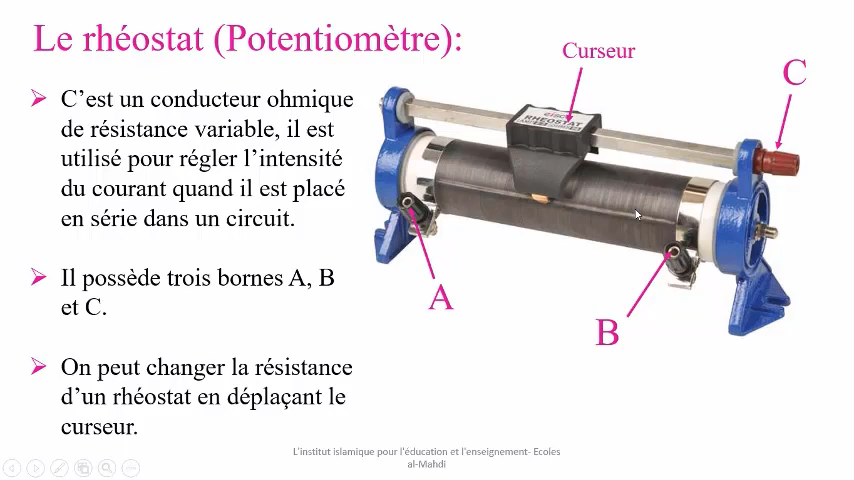 Le rhéostat (Potentiomètre):
C'est un conducteur ohmique
de résistance variable, il est
utilisé pour régler l'intensité
du courant quand il est placé
en série dans un circuit.
Il possède trois bornes A, B
et C.
On peut changer la résistance
d'un rhéostat en déplaçant le
curseur.
Curseur
C
RHEOSTAT
A
B
L'institut islamique pour l'éducation et l'enseignement- Ecoles
al-Mahdi